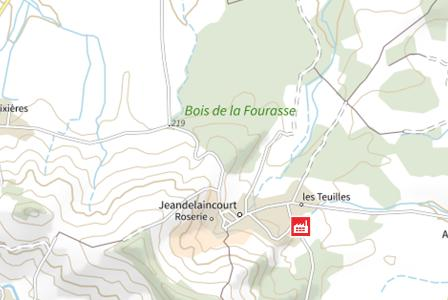 Bois de la Fourasse
219
ixières
les Teuilles
Jeandelaincourt
Roserie
A